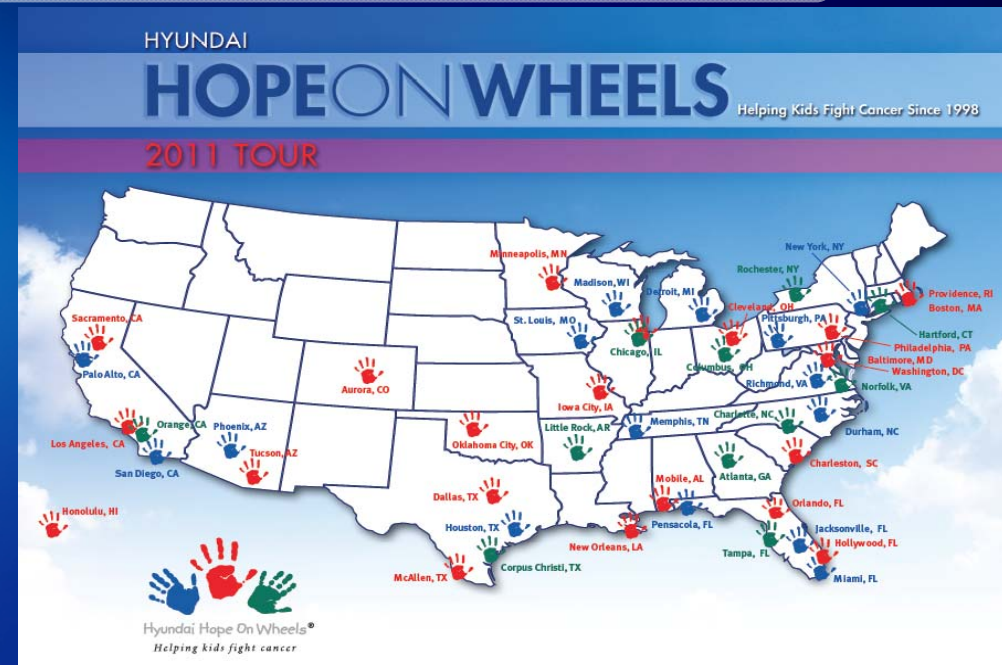 HYUNDAI
HOPEONWHEELS
Helping Kids Fight Cancer Since 1998
2011 TOUR
New York, NY
Minneapolis, MN
Rochester, NY
Madison, WI
Detroit, MI
Providence, RI
Boston, MA
Cleveland, OH
Sacramento, CA
St. Louis, MO
Pittsburgh, PA
Hartford, CT
Chicago, IL
Philadelphia, PA
Baltimore, MD
Columbus, OH
Washington, DC
Palo Alto, CA
Aurora, CO
Richmond, VA
Norfolk, VA
Iowa City, IA
Orange, CA
Phoenix, AZ
Little Rock, AR
Memphis, TN
Charlotte, NC
Durham, NC
Los Angeles, CA
Oklahoma City, OK
Tucson, AZ
San Diego, CA
Charleston, SC
Mobile, AL
Atlanta, GA
Dallas, TX
Orlando, FL
Honolulu, HI
Houston, TX
Pensacola, FL
Jacksonville, FL
Hollywood, FL
New Orleans, LA
Tampa, FL
Corpus Christi, TX
McAllen, TX
Miami, FL
Hyundai Hope On Wheels®
Helping kids fight cancer